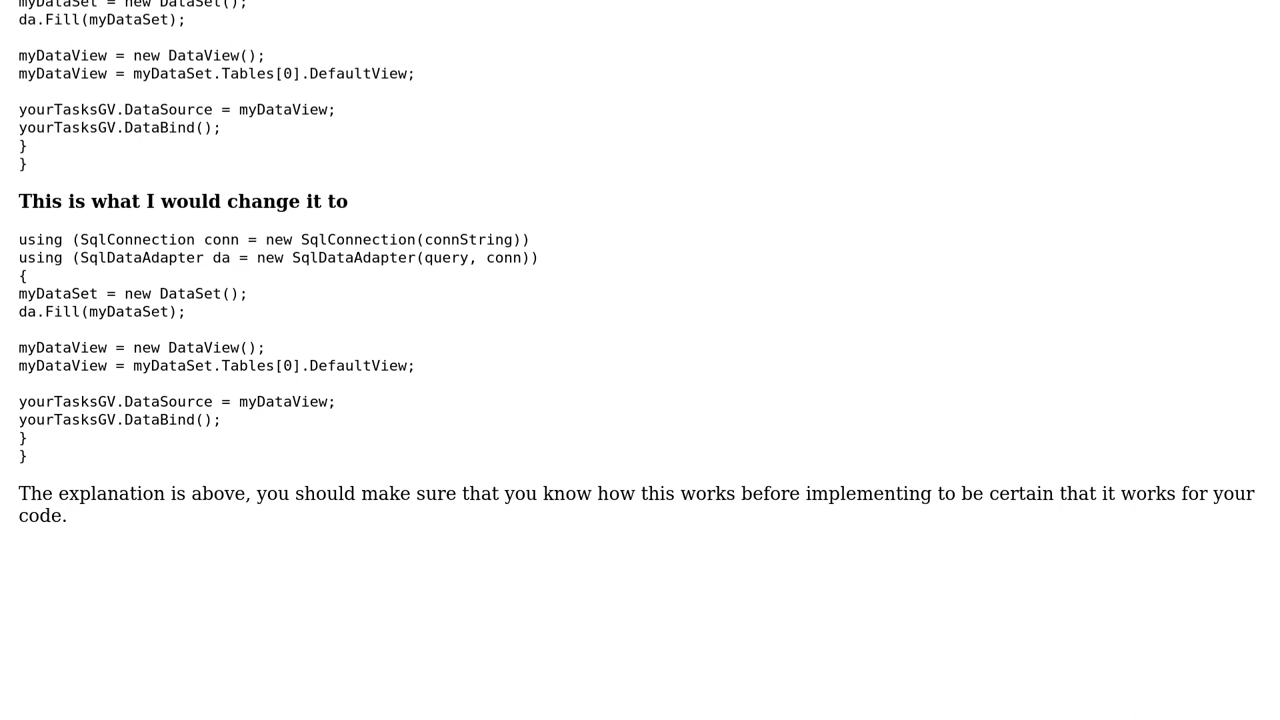 myDataSet = new DataSet();
da.Fill(myDataSet);

myDataView = new DataView();
myDataView = myDataSet.Tables[0].DefaultView;

yourTasksGV.DataSource = myDataView;
yourTasksGV.DataBind();
}
}
This is what I would change it to
using (SqlConnection conn = new SqlConnection(connString))
using (SqlDataAdapter da = new SqlDataAdapter(query, conn))
{
myDataSet = new DataSet();
da.Fill(myDataSet);

myDataView = new DataView();
myDataView = myDataSet.Tables[0].DefaultView;

yourTasksGV.DataSource = myDataView;
yourTasksGV.DataBind();
}
}
The explanation is above, you should make sure that you know how this works before implementing to be certain that it works for your
code.